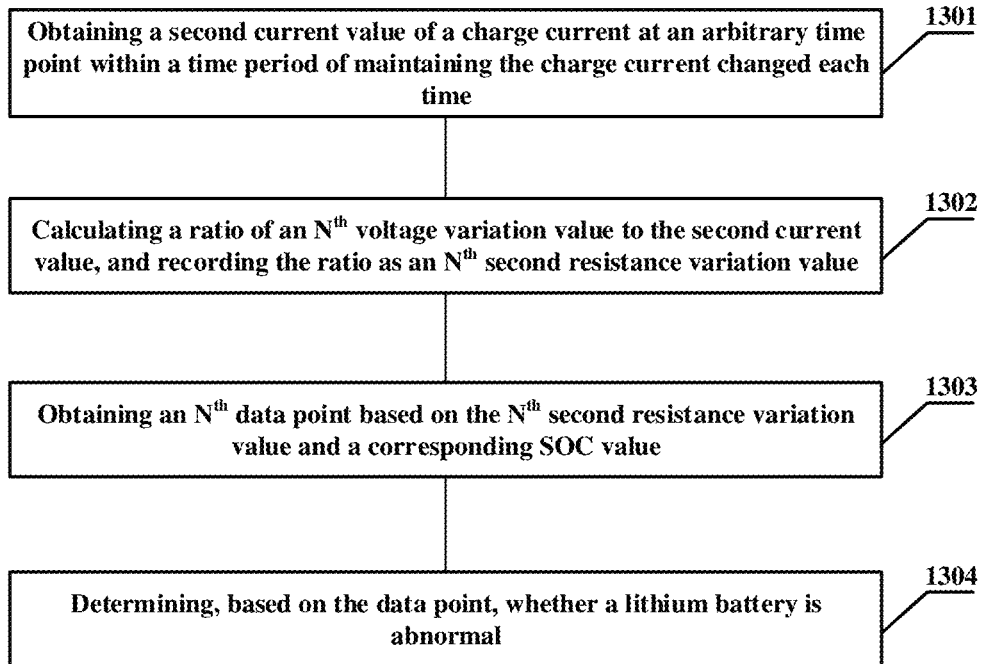 1301
Obtaining a second current value of a charge current at an arbitrary time
point within a time period of maintaining the charge current changed each
time
1302
Calculating a ratio of an Nth voltage variation value to the second current
value, and recording the ratio as an Nth second resistance variation value
1303
Obtaining an Nth data point based on the Nth second resistance variation
value and a corresponding SOC value
1304
Determining, based on the data point, whether a lithium battery is
abnormal